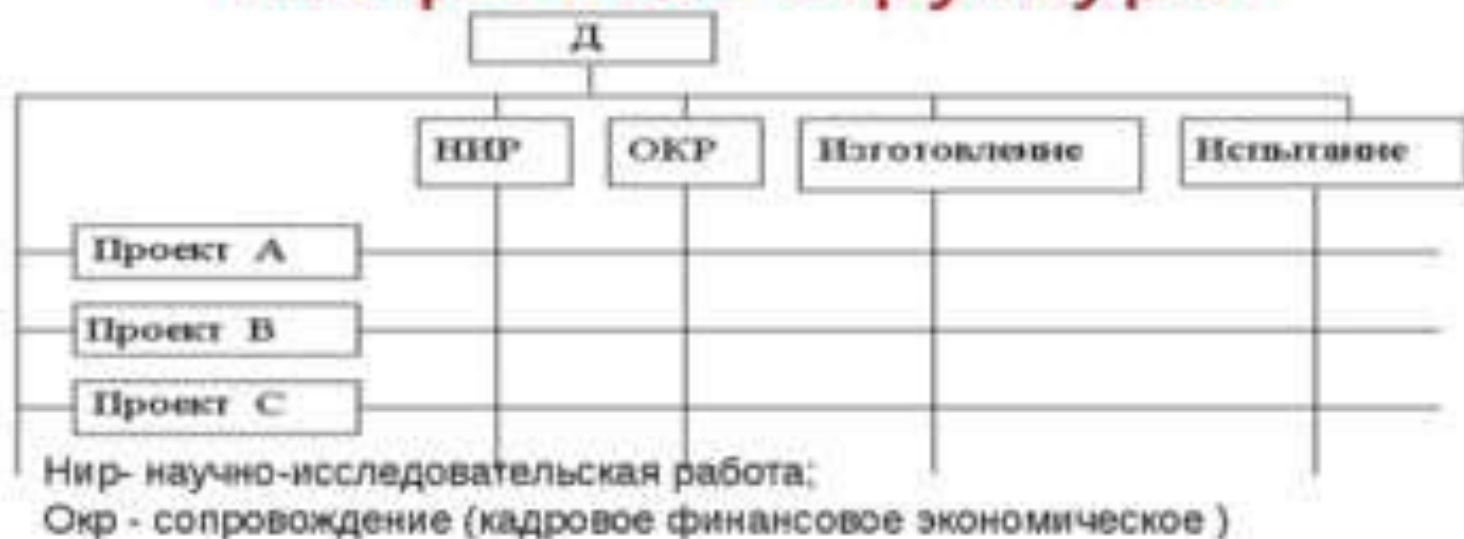 Д
НИР ОКР Изготовление Испытание
Проект А
Проект В
Проект С
Нир- научно-исследовательская работа;
Окр - сопровождение (кадровое финансовое экономическое )